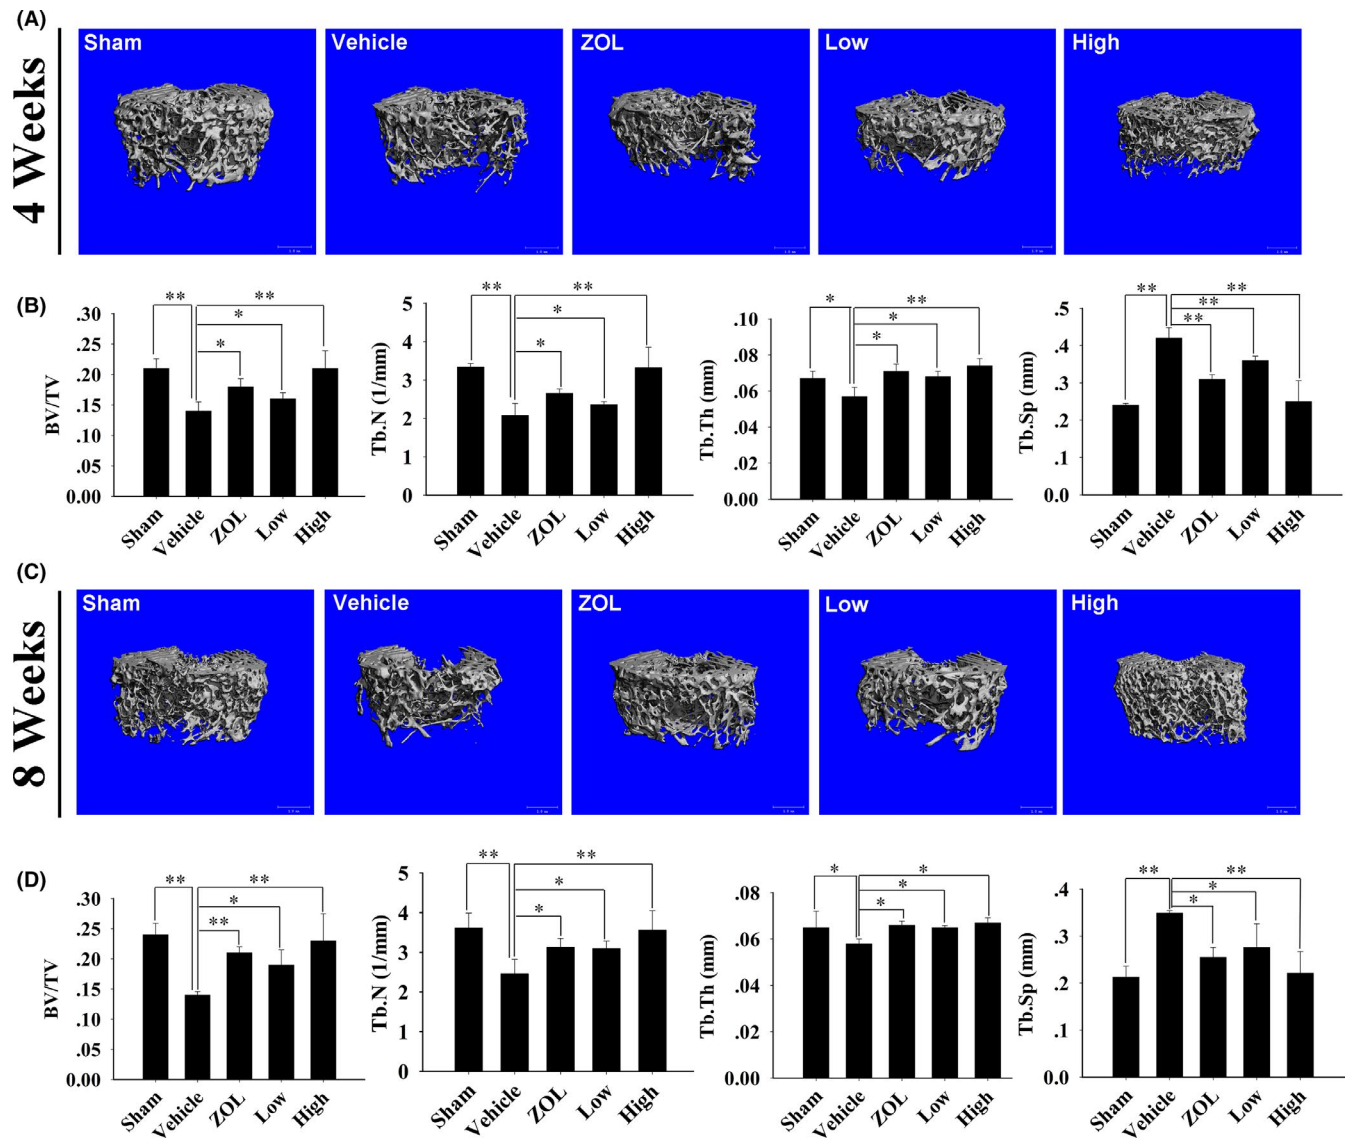 (A)
4 Weeks
Sham Vehicle ZOL Low High
(B)
BV/TV
.30
.25
.20
.15
.10
.05
0.00
** ** * *
Sham Vehicle ZOL Low High
Tb.N (1/mm)
5
4
3
2
1
0
** ** * *
Sham Vehicle ZOL Low High
Tb.Th (mm)
.10
.08
.06
.04
.02
0.00
* ** * *
Sham Vehicle ZOL Low High
Tb.Sp (mm)
.5
.4
.3
.2
.1
0.0
** ** ** **
Sham Vehicle ZOL Low High
(C)
8 Weeks
Sham Vehicle ZOL Low High
(D)
BV/TV
.30
.25
.20
.15
.10
.05
0.00
** ** * **
Sham Vehicle ZOL Low High
Tb.N (1/mm)
5
4
3
2
1
0
** ** * *
Sham Vehicle ZOL Low High
Tb.Th (mm)
.08
.06
.04
.02
0.00
* * * *
Sham Vehicle ZOL Low High
Tb.Sp (mm)
.4
.3
.2
.1
0.0
** ** * *
Sham Vehicle ZOL Low High